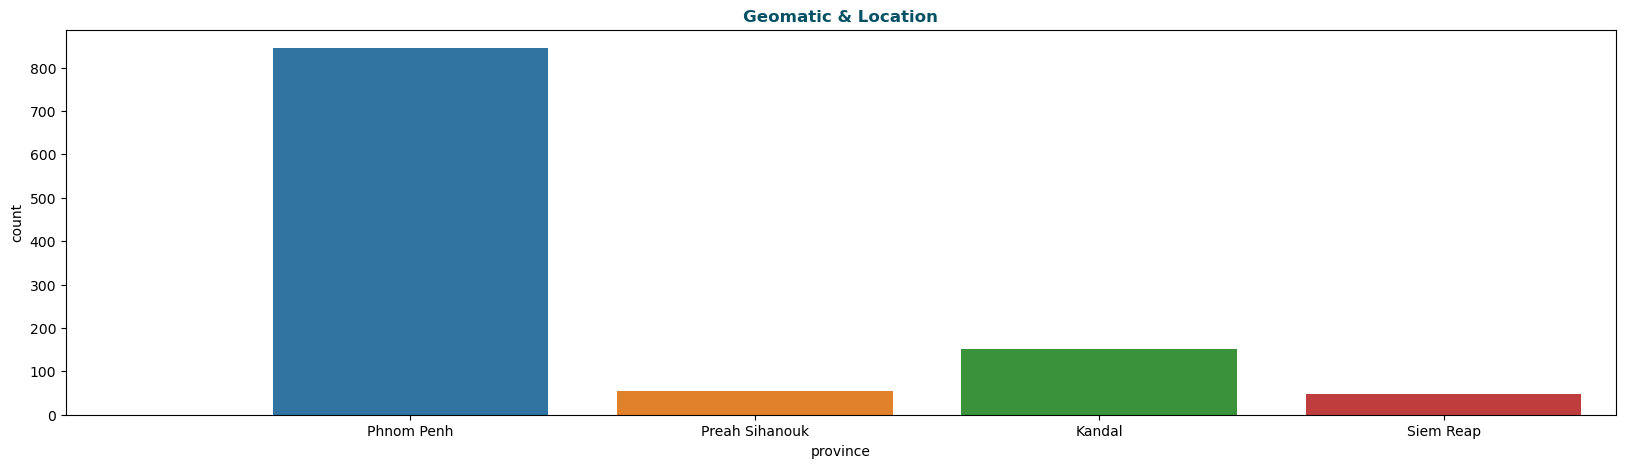 Geomatic & Location
800
700
600
500
400
300
200
100
0
count
Phnom Penh
Preah Sihanouk
Kandal
Siem Reap
province